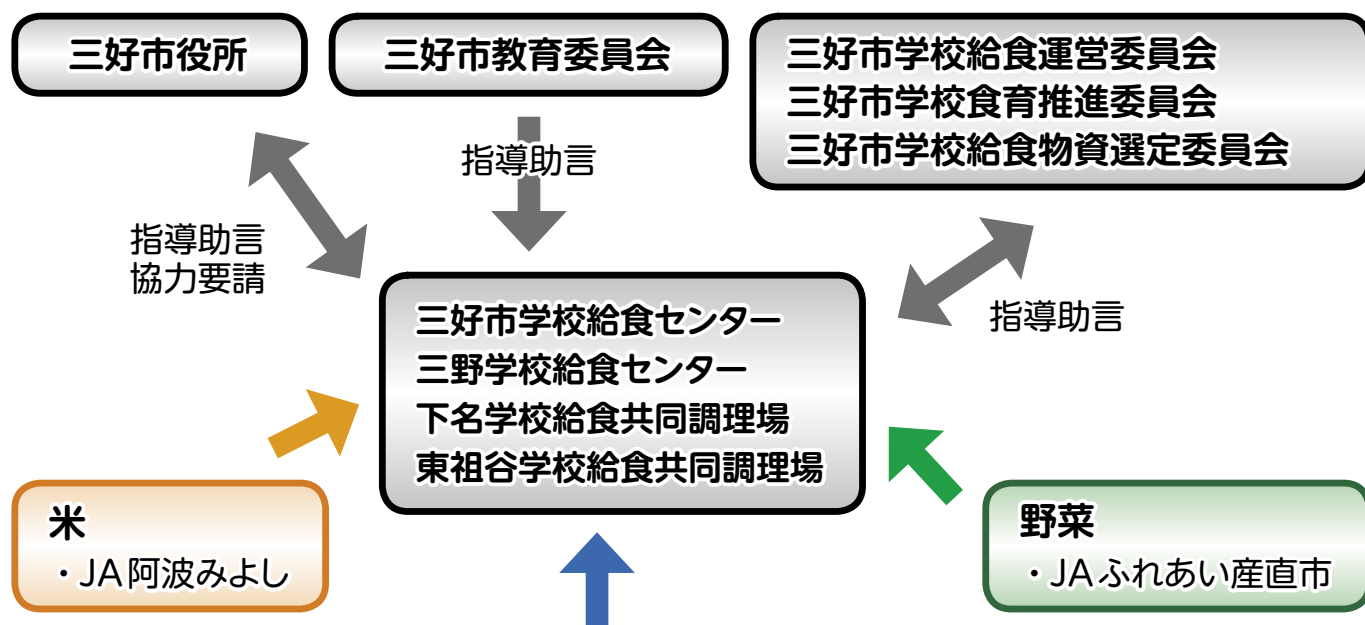 三好市役所
三好市教育委員会
三好市学校給食運営委員会
三好市学校食育推進委員会
三好市学校給食物資選定委員会
指導助言
指導助言
協力要請
指導助言
三好市学校給食センター
三野学校給食センター
下名学校給食共同調理場
東祖谷学校給食共同調理場
米
・JA阿波みよし
野菜
・JAふれあい産直市